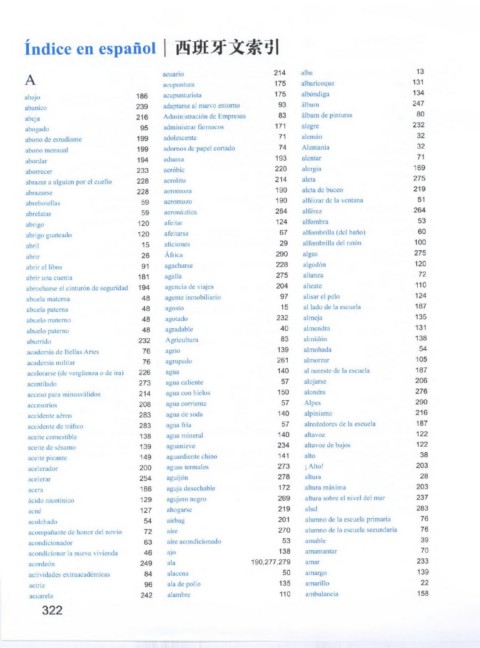 Índice en español | 西班牙文索引
A
abajo 186
abanico 239
abeja 216
abogado 95
abono de estudiante 199
abono mensual 199
abordar 194
aborrecer 233
abrazar a alguien por el cuello 228
abrazarse 228
abrebotellas 59
abrelatas 59
abrigo 120
abrigo guateado 120
abril 15
abrir 26
abrir el libro 91
abrir una cuenta 181
abrocharse el cinturón de seguridad 194
abuela materna 48
abuela paterna 48
abuelo materno 48
abuelo paterno 48
aburrido 232
academia de Bellas Artes 76
academia militar 76
acalorarse (de vergüenza o de ira) 226
acantilado 273
acceso para minusválidos 214
accesorios 208
accidente aéreo 283
accidente de tráfico 283
aceite comestible 138
aceite de sésamo 139
aceite picante 149
acelerador 200
acelerar 254
acera 186
ácido nicotínico 129
acné 127
acolchado 54
acompañante de honor del novio 72
acondicionador 63
acondicionar la nueva vivienda 46
acordeón 249
actividades extraacadémicas 84
actriz 96
acuarela 242
acuario 214
acupuntura 175
acupunturista 175
adaptarse al nuevo entorno 93
Administración de Empresas 83
administrar fármacos 171
adolescente 71
adornos de papel cortado 74
aduana 193
aeróbic 220
aerolito 214
aeromoza 190
aeromozo 190
aeronáutica 254
afeitar 124
afeitarse 67
aficiones 29
África 290
agacharse 228
agalla 275
agencia de viajes 204
agente inmobiliario 97
agosto 15
agotado 232
agradable 40
Agricultura 83
agrio 139
agrupado 261
agua 140
agua caliente 57
agua con hielos 150
agua corriente 57
agua de soda 140
agua fría 57
agua mineral 140
aguanieve 234
aguardiente chino 141
aguas termales 273
aguijón 278
aguja desechable 172
agujero negro 269
ahogarse 219
airbag 201
aire 270
aire acondicionado 53
ajo 138
ala 190,277,279
alacena 50
ala de pollo 135
alambre 110
alba 13
albaricoque 131
albóndiga 134
álbum 247
álbum de pinturas 80
alegre 232
alemán 32
Alemania 32
alentar 71
alergia 169
aleta 275
aleta de buceo 219
alféizar de la ventana 51
alférez 264
alfombra 53
alfombrilla (del baño) 60
alfombrilla del ratón 100
algas 275
algodón 120
alianza 72
alicate 110
alisar el pelo 124
al lado de la escuela 187
almeja 135
almendra 131
almidón 138
almohada 54
almorzar 105
al noreste de la escuela 187
alojarse 206
alondra 276
Alpes 290
alpinismo 216
alrededores de la escuela 187
altavoz 122
altavoz de bajos 122
alto 38
¡Alto! 203
altura 28
altura máxima 203
altura sobre el nivel del mar 237
alud 283
alumno de la escuela primaria 76
alumno de la escuela secundaria 76
amable 39
amamantar 70
amar 233
amargo 139
amarillo 22
ambulancia 158
322